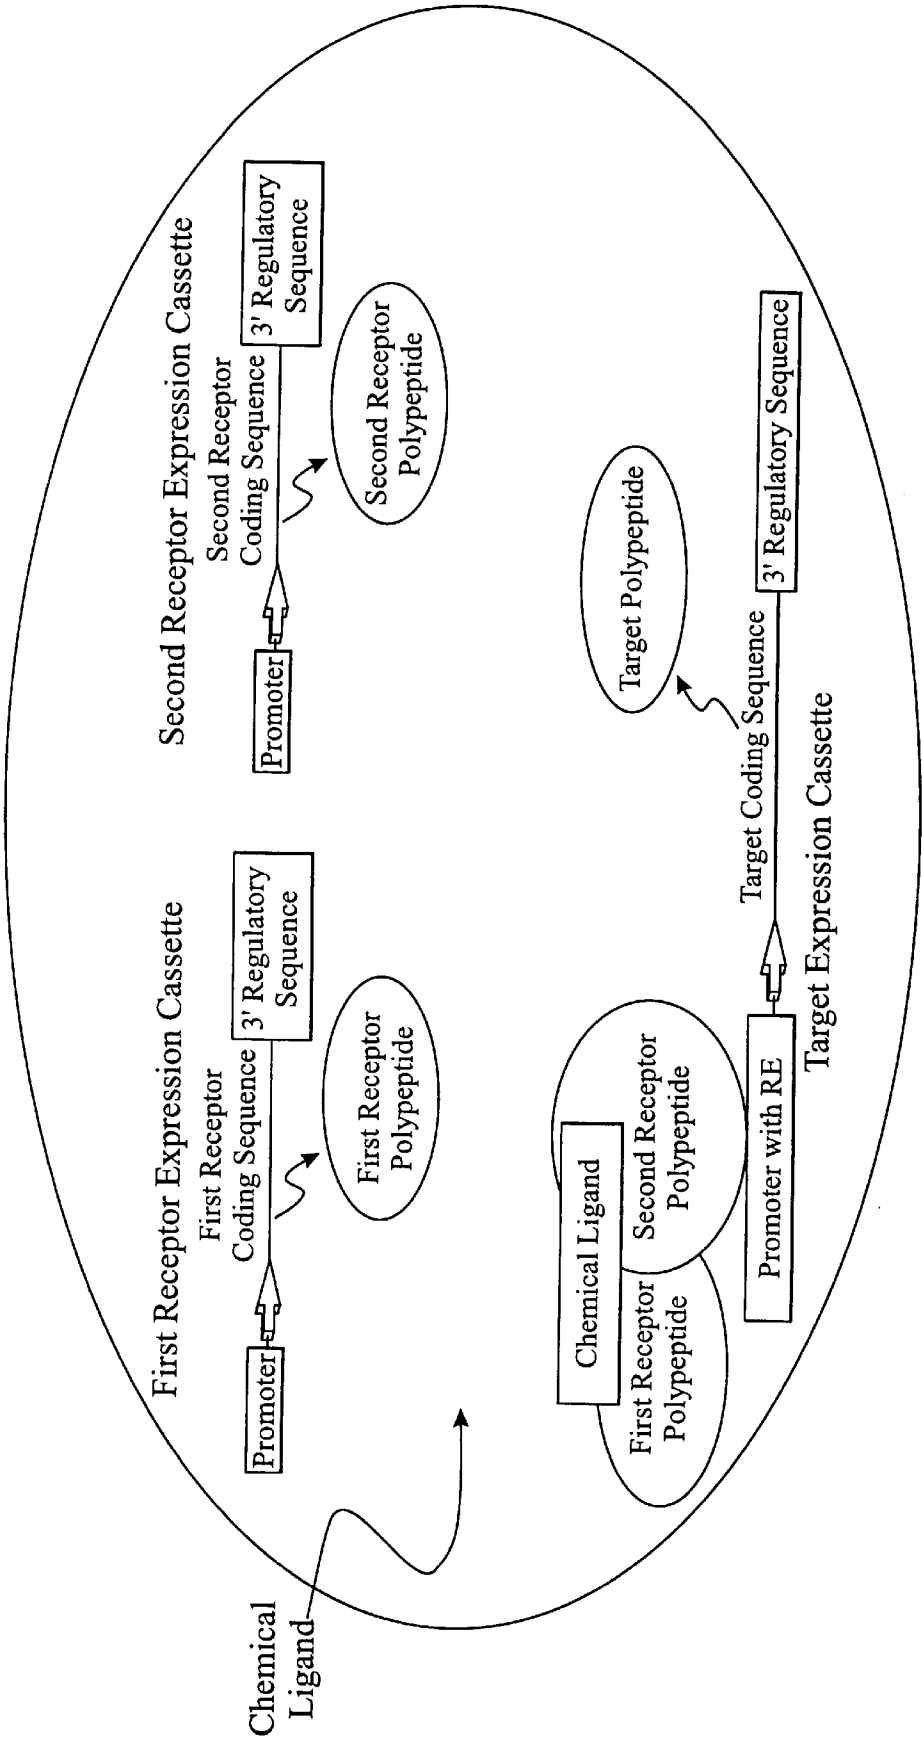 Chemical
Ligand
First Receptor Expression Cassette
First Receptor
Coding Sequence
Promoter
3' Regulatory
Sequence
First Receptor
Polypeptide
Second Receptor Expression Cassette
Second Receptor
Coding Sequence
Promoter
3' Regulatory
Sequence
Second Receptor
Polypeptide
Chemical Ligand
First Receptor
Polypeptide
Second Receptor
Polypeptide
Promoter with RE
Target Polypeptide
Target Coding Sequence
3' Regulatory Sequence
Target Expression Cassette